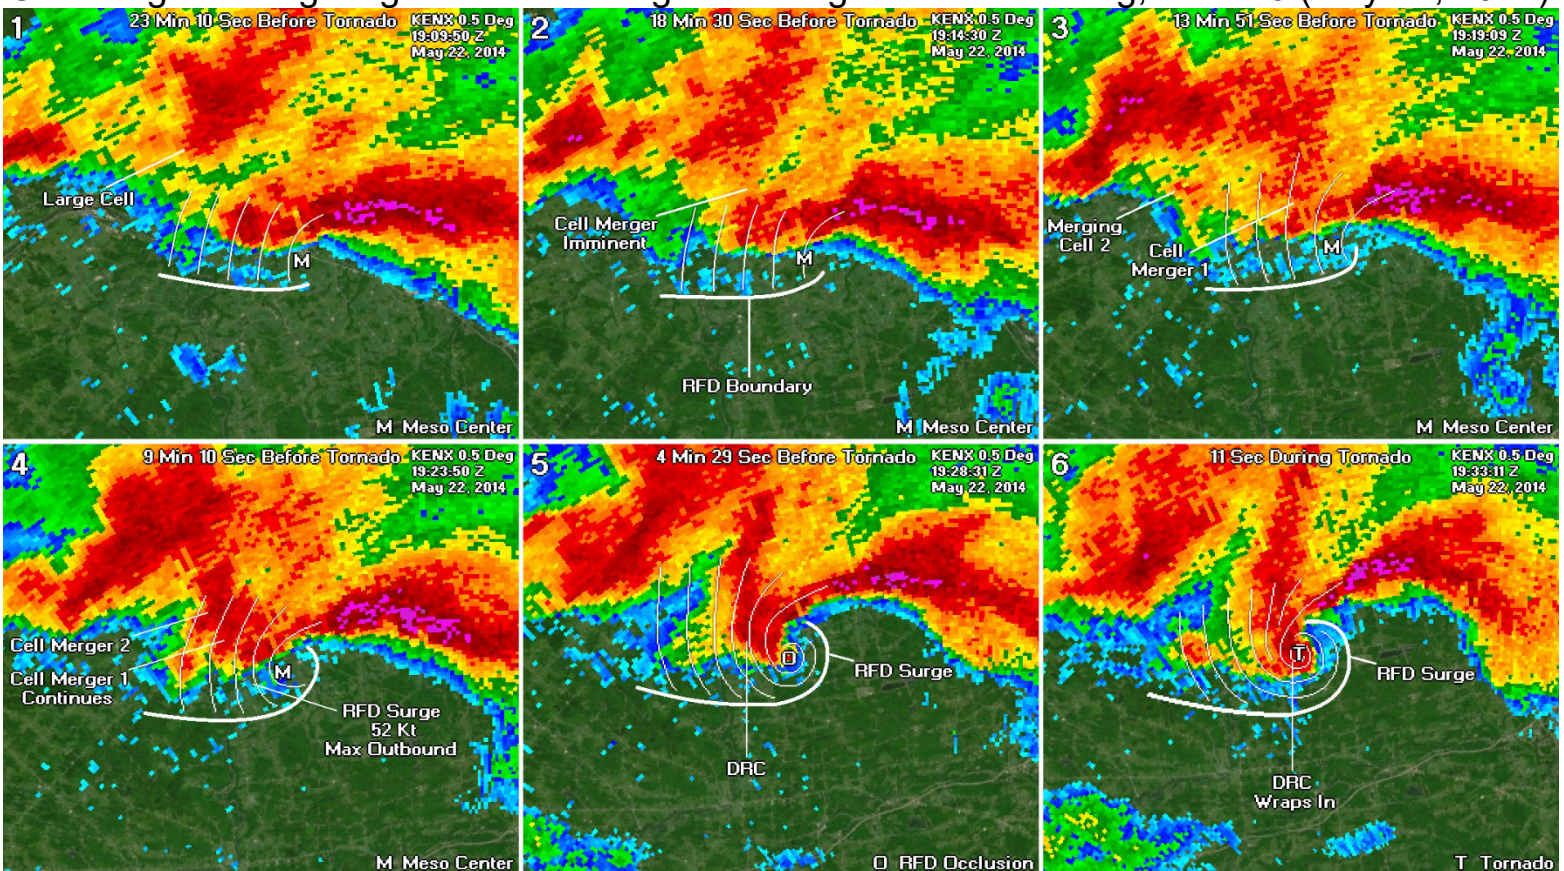 1
23 Min 10 Sec Before Tornado
KENX 0.5 Deg
19:09:50 Z
May 22, 2014
Large Cell
M
M Meso Center
2
18 Min 30 Sec Before Tornado
KENX 0.5 Deg
19:14:30 Z
May 22, 2014
Cell Merger
Imminent
M
RFD Boundary
M Meso Center
3
13 Min 51 Sec Before Tornado
KENX 0.5 Deg
19:19:09 Z
May 22, 2014
Merging
Cell 2
Cell
Merger 1
M
M Meso Center
4
9 Min 10 Sec Before Tornado
KENX 0.5 Deg
19:23:50 Z
May 22, 2014
Cell Merger 2
Cell Merger 1
Continues
M
RFD Surge
52 Kt
Max Outbound
M Meso Center
5
4 Min 29 Sec Before Tornado
KENX 0.5 Deg
19:28:31 Z
May 22, 2014
O
RFD Surge
DRC
O RFD Occlusion
6
11 Sec During Tornado
KENX 0.5 Deg
19:33:11 Z
May 22, 2014
T
RFD Surge
DRC
Wraps In
T Tornado